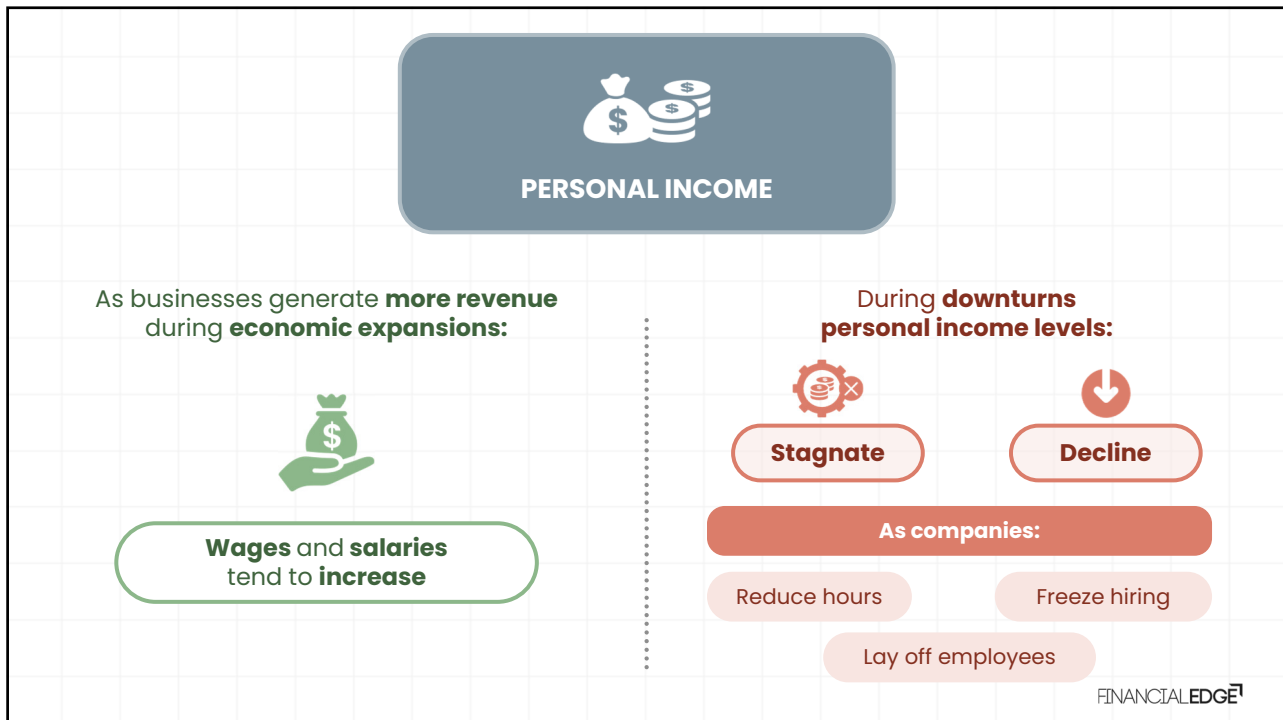 $ $ $
PERSONAL INCOME
As businesses generate more revenue
during economic expansions:
$
Wages and salaries
tend to increase
During downturns
personal income levels:
Stagnate
Decline
As companies:
Reduce hours
Freeze hiring
Lay off employees
FINANCIALEDGE